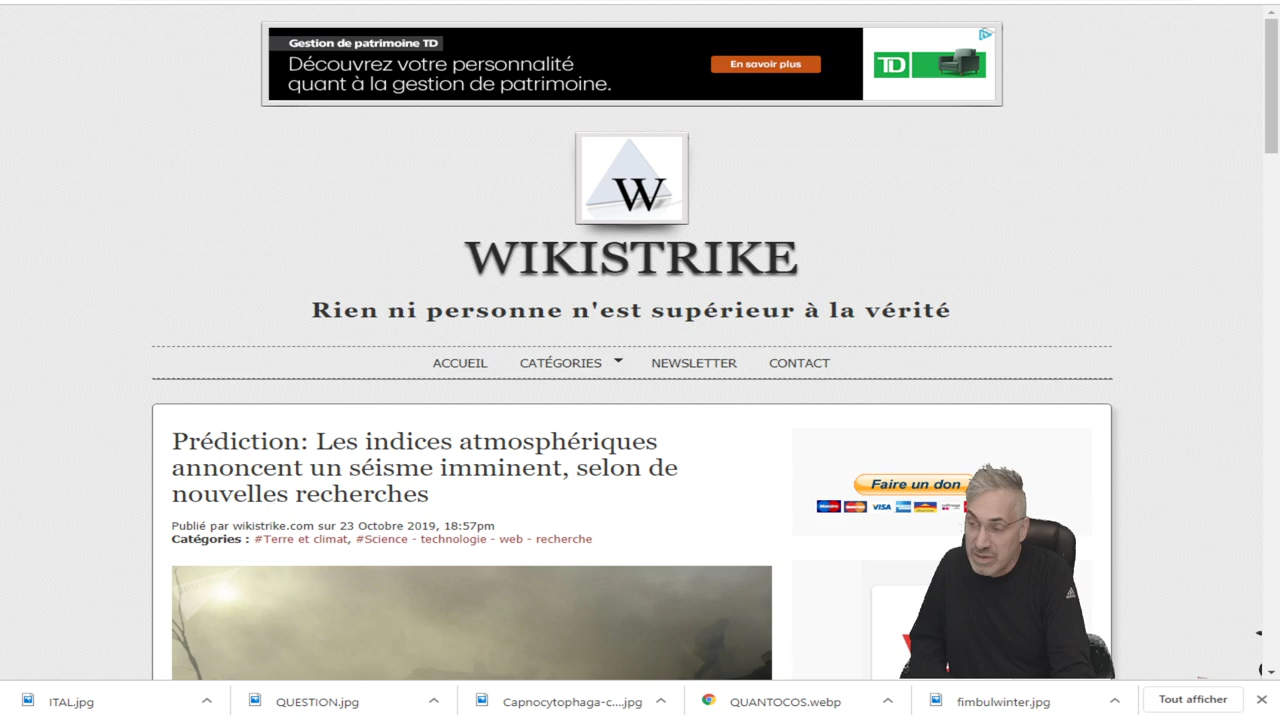 Gestion de patrimoine TD
Découvrez votre personnalité
quant à la gestion de patrimoine.
En savoir plus
TD
W
WIKISTRIKE
Rien ni personne n'est supérieur à la vérité
ACCUEIL CATÉGORIES NEWSLETTER CONTACT
Prédiction: Les indices atmosphériques
annoncent un séisme imminent, selon de
nouvelles recherches
Publié par wikistrike.com sur 23 Octobre 2019, 18:57pm
Catégories : #Terre et climat, #Science - technologie - web - recherche
Faire un don
VISA
ITAL.jpg QUESTION.jpg Capnocytophaga-c....jpg QUANTOCOS.webp fimbulwinter.jpg Tout afficher